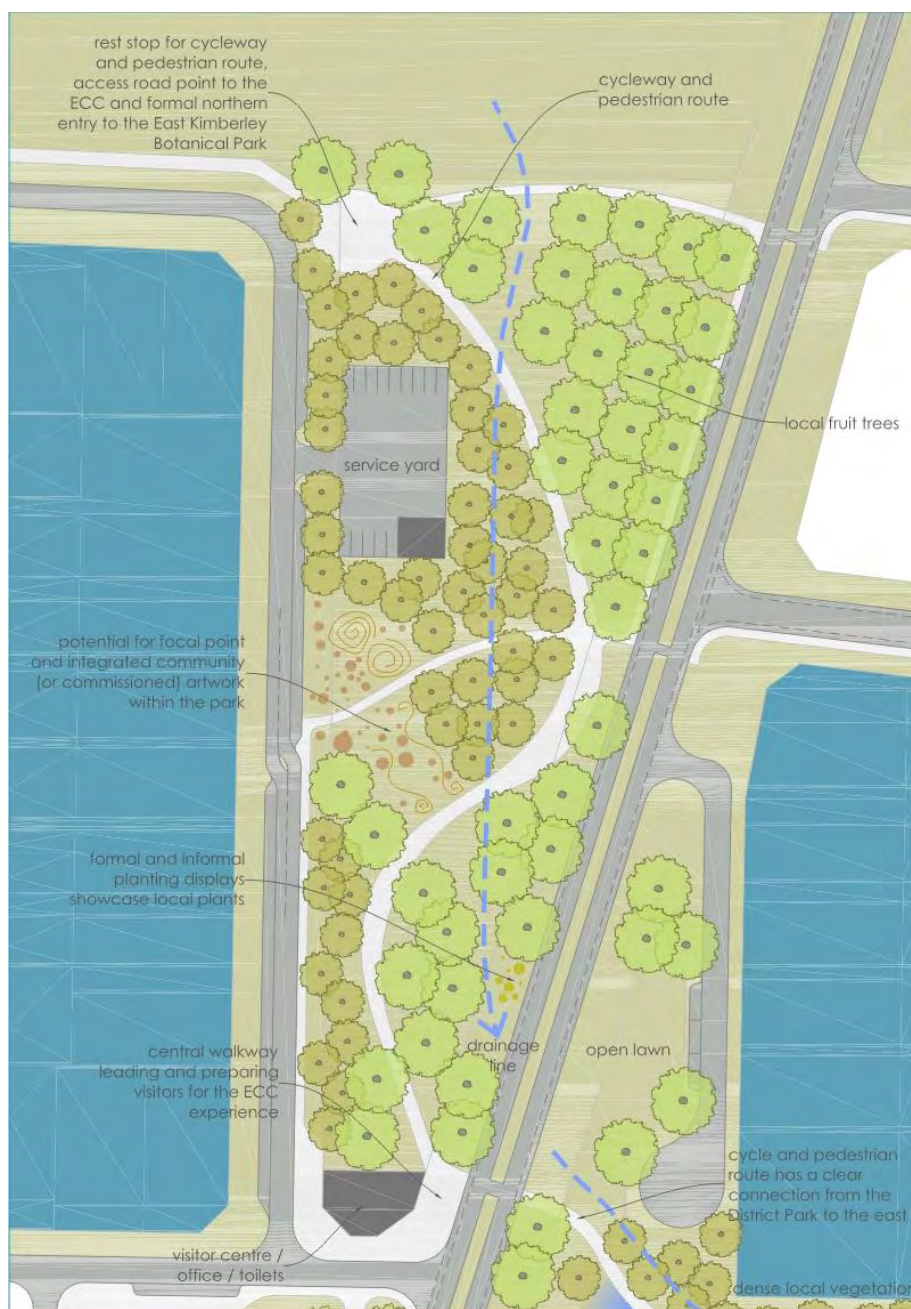 rest stop for cycleway
and pedestrian route,
access road point to the
ECC and formal northern
entry to the East Kimberley
Botanical Park
cycleway and
pedestrian route
local fruit trees
service yard
potential for focal point
and integrated community
(or commissioned) artwork
within the park
formal and informal
planting displays
showcase local plants
drainage
line
open lawn
central walkway
leading and preparing
visitors for the ECC
experience
cycle and pedestrian
route has a clear
connection from the
District Park to the east
visitor centre /
office / toilets
dense local vegetation